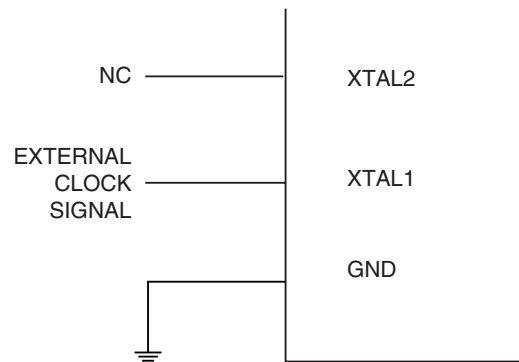 NC
XTAL2
EXTERNAL
CLOCK
SIGNAL
XTAL1
GND